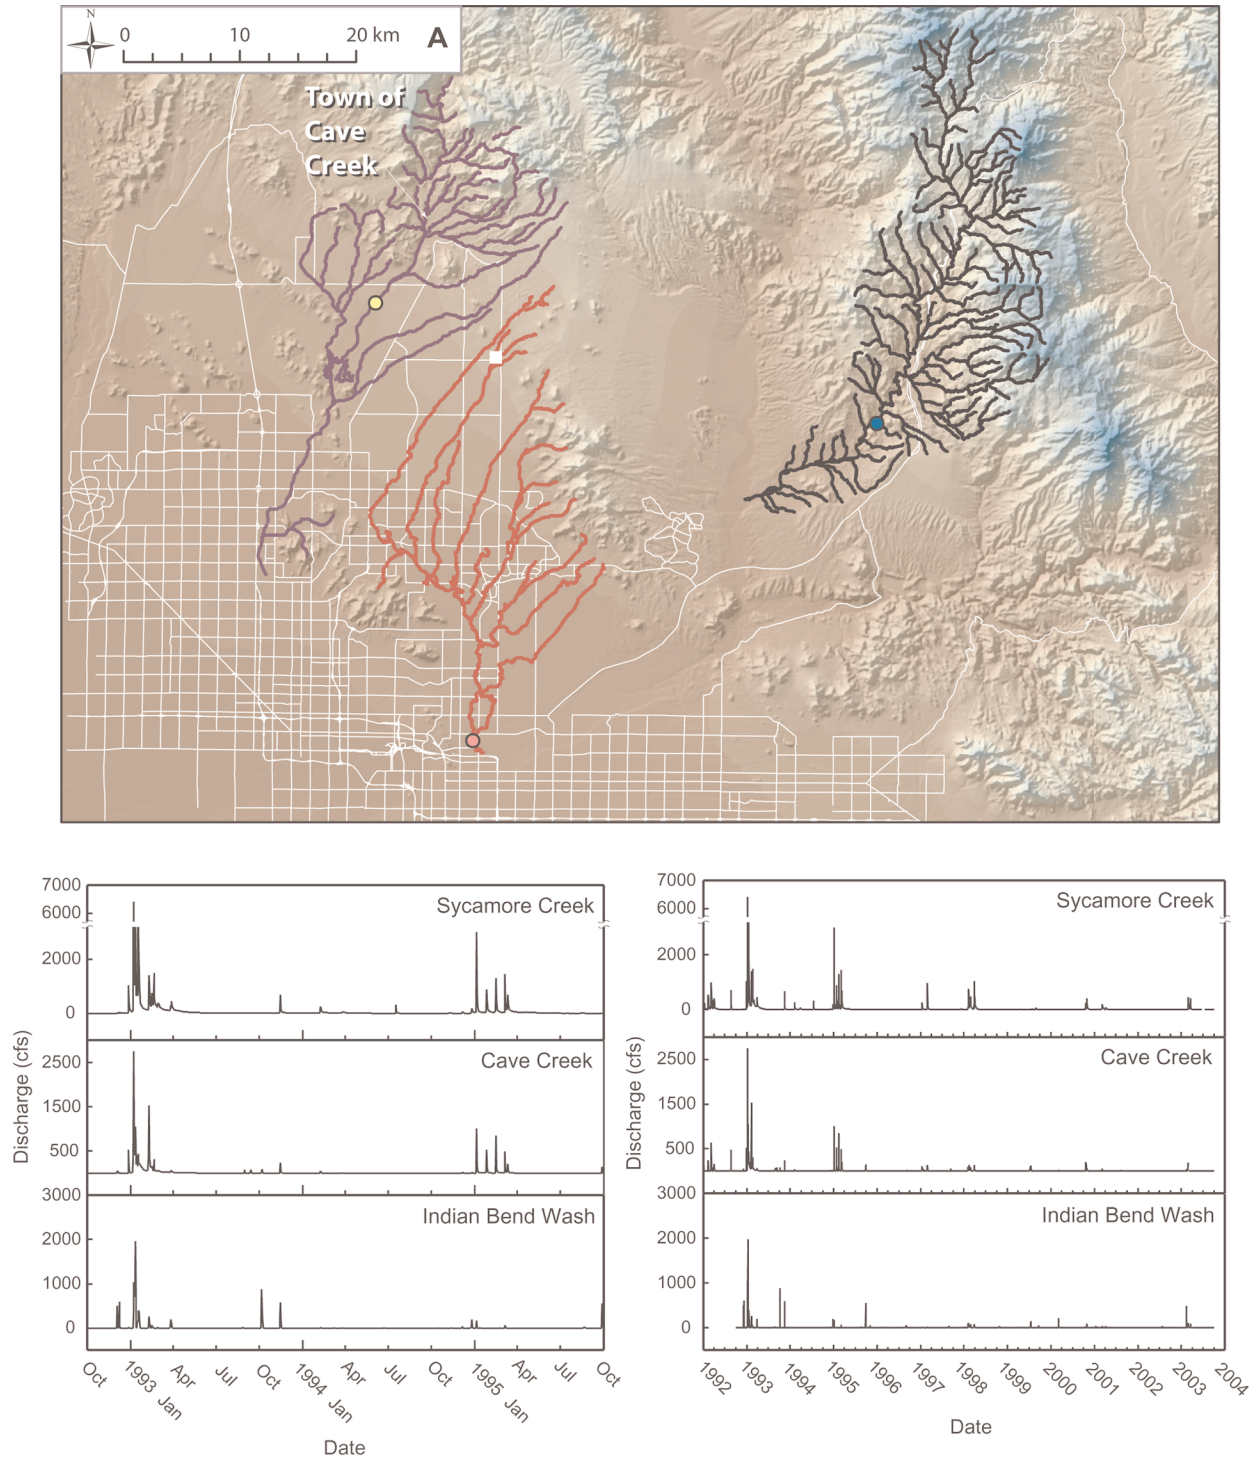 N
0 10 20 km A
Town of
Cave
Creek
7000
6000
2000
0
Sycamore Creek
2500
1500
500
Cave Creek
3000
2000
1000
0
Indian Bend Wash
Discharge (cfs)
Oct 1993 Jan Apr Jul Oct 1994 Jan Apr Jul Oct 1995 Jan Apr Jul Oct
Date
7000
6000
2000
0
Sycamore Creek
2500
1500
500
Cave Creek
3000
2000
1000
0
Indian Bend Wash
Discharge (cfs)
1992 1993 1994 1995 1996 1997 1998 1999 2000 2001 2002 2003 2004
Date